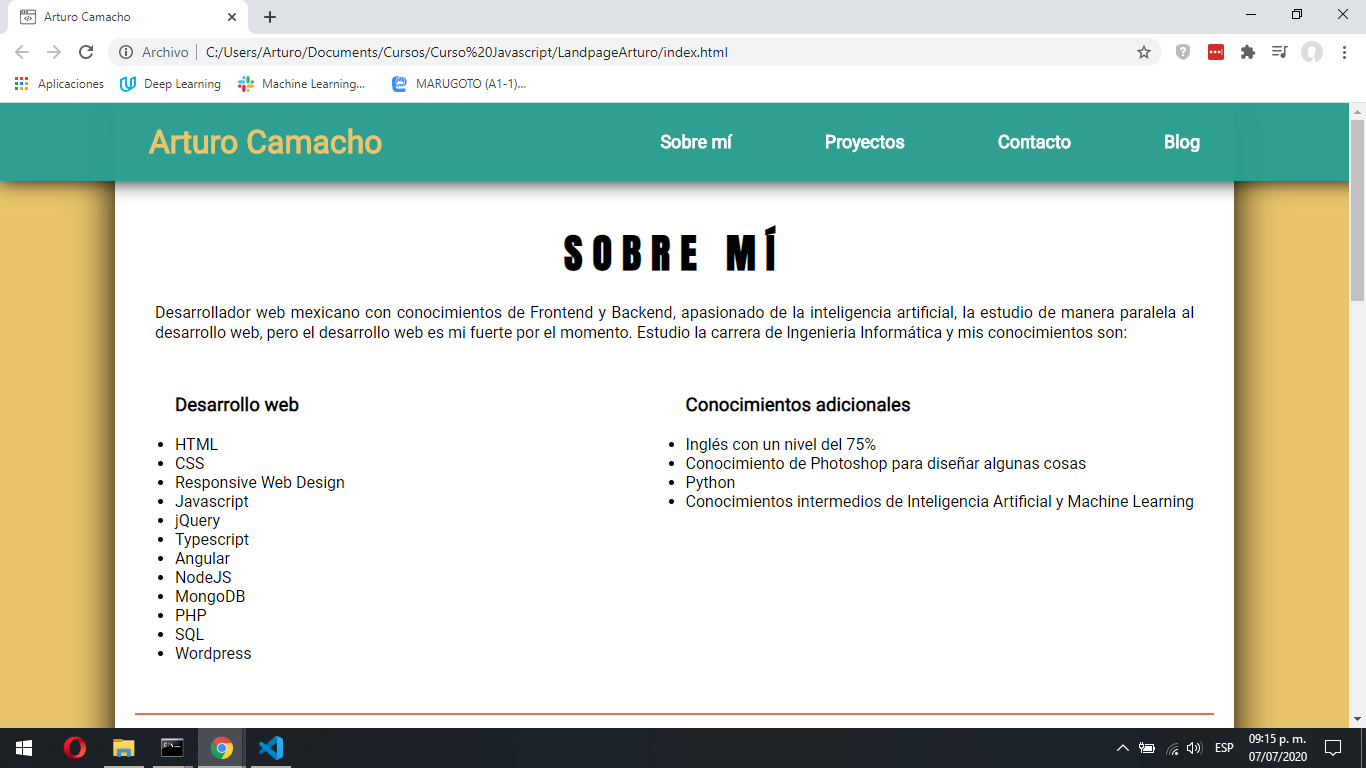 Arturo Camacho
Archivo C:/Users/Arturo/Documents/Cursos/Curso%20Javascript/LandpageArturo/index.html
Aplicaciones Deep Learning Machine Learning... MARUGOTO (A1-1)...
Arturo Camacho Sobre mí Proyectos Contacto Blog
SOBRE MÍ
Desarrollador web mexicano con conocimientos de Frontend y Backend, apasionado de la inteligencia artificial, la estudio de manera paralela al
desarrollo web, pero el desarrollo web es mi fuerte por el momento. Estudio la carrera de Ingenieria Informática y mis conocimientos son:
Desarrollo web
HTML
CSS
Responsive Web Design
Javascript
jQuery
Typescript
Angular
NodeJS
MongoDB
PHP
SQL
Wordpress
Conocimientos adicionales
Inglés con un nivel del 75%
Conocimiento de Photoshop para diseñar algunas cosas
Python
Conocimientos intermedios de Inteligencia Artificial y Machine Learning
ESP
09:15 p. m.
07/07/2020